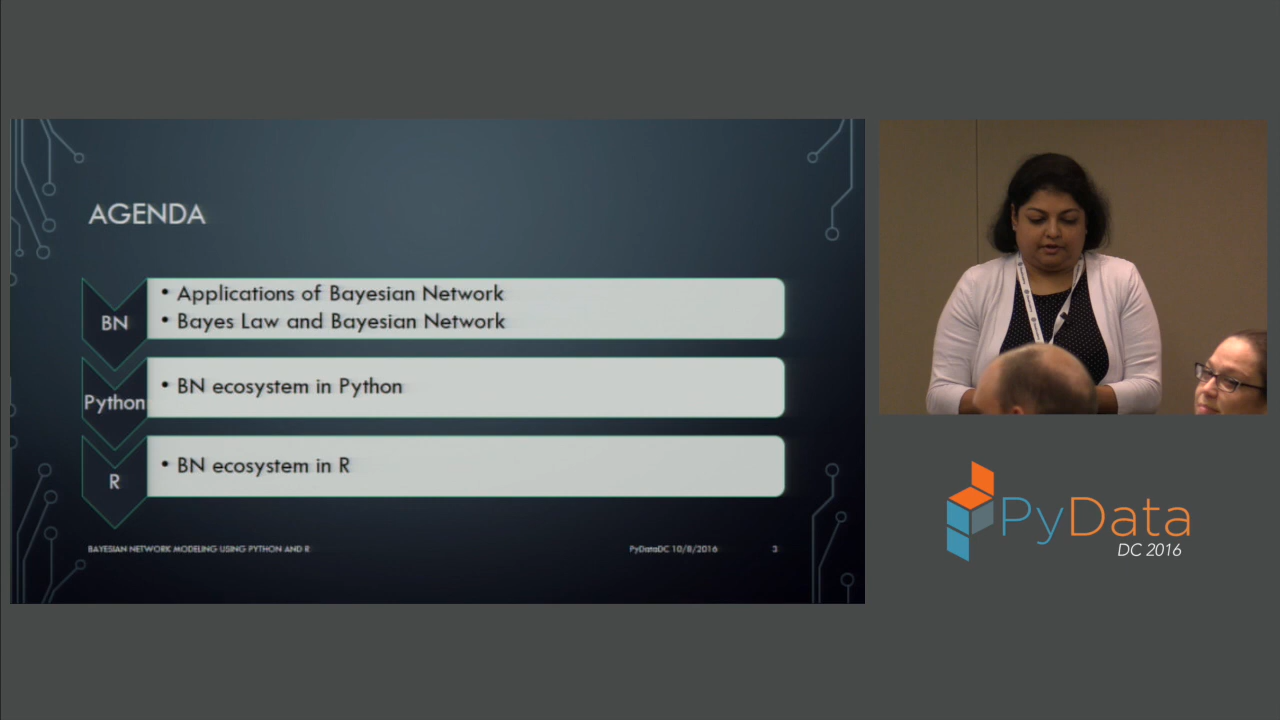 AGENDA
BN
• Applications of Bayesian Network
• Bayes Law and Bayesian Network
Python
• BN ecosystem in Python
R
• BN ecosystem in R
BAYESIAN NETWORK MODELING USING PYTHON AND R
PyDataDC 10/8/2016
3
PyData
DC 2016